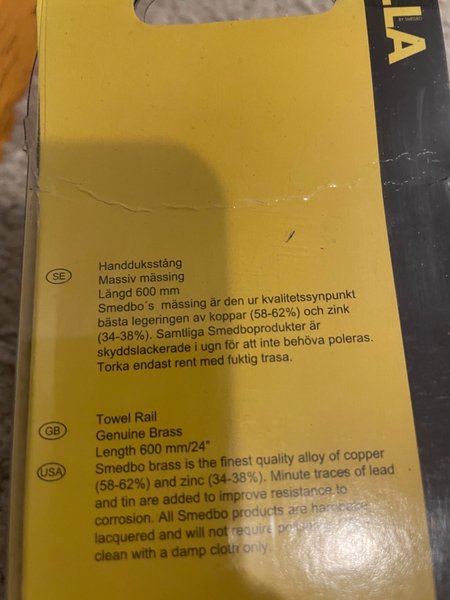 LLA
BY SMEDBO
SE
Handduksstång
Massiv mässing
Längd 600 mm
Smedbo´s mässing är den ur kvalitetssynpunkt
bästa legeringen av koppar (58-62%) och zink
(34-38%). Samtliga Smedboprodukter är
skyddslackerade i ugn för att inte behöva poleras.
Torka endast rent med fuktig trasa.
GB
USA
Towel Rail
Genuine Brass
Length 600 mm/24"
Smedbo brass is the finest quality alloy of copper
(58-62%) and zinc (34-38%). Minute traces of lead
and tin are added to improve resistance to
corrosion. All Smedbo products are
lacquered and will not require
clean with a damp cloth only.